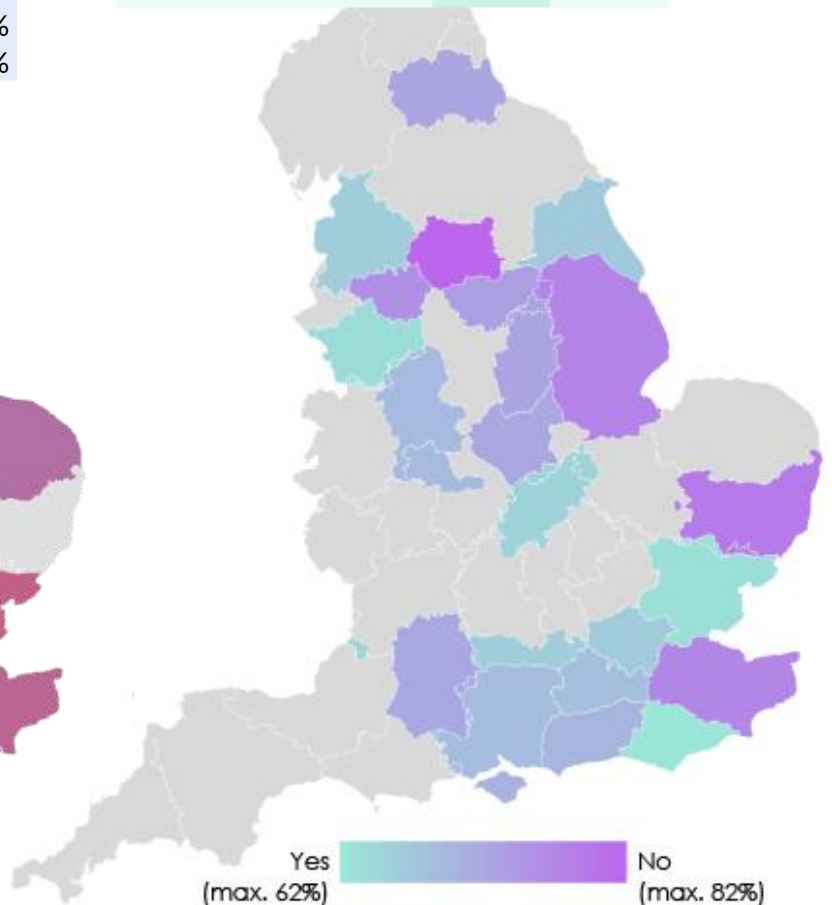 %
%
Yes
(max. 62%)
No
(max. 82%)